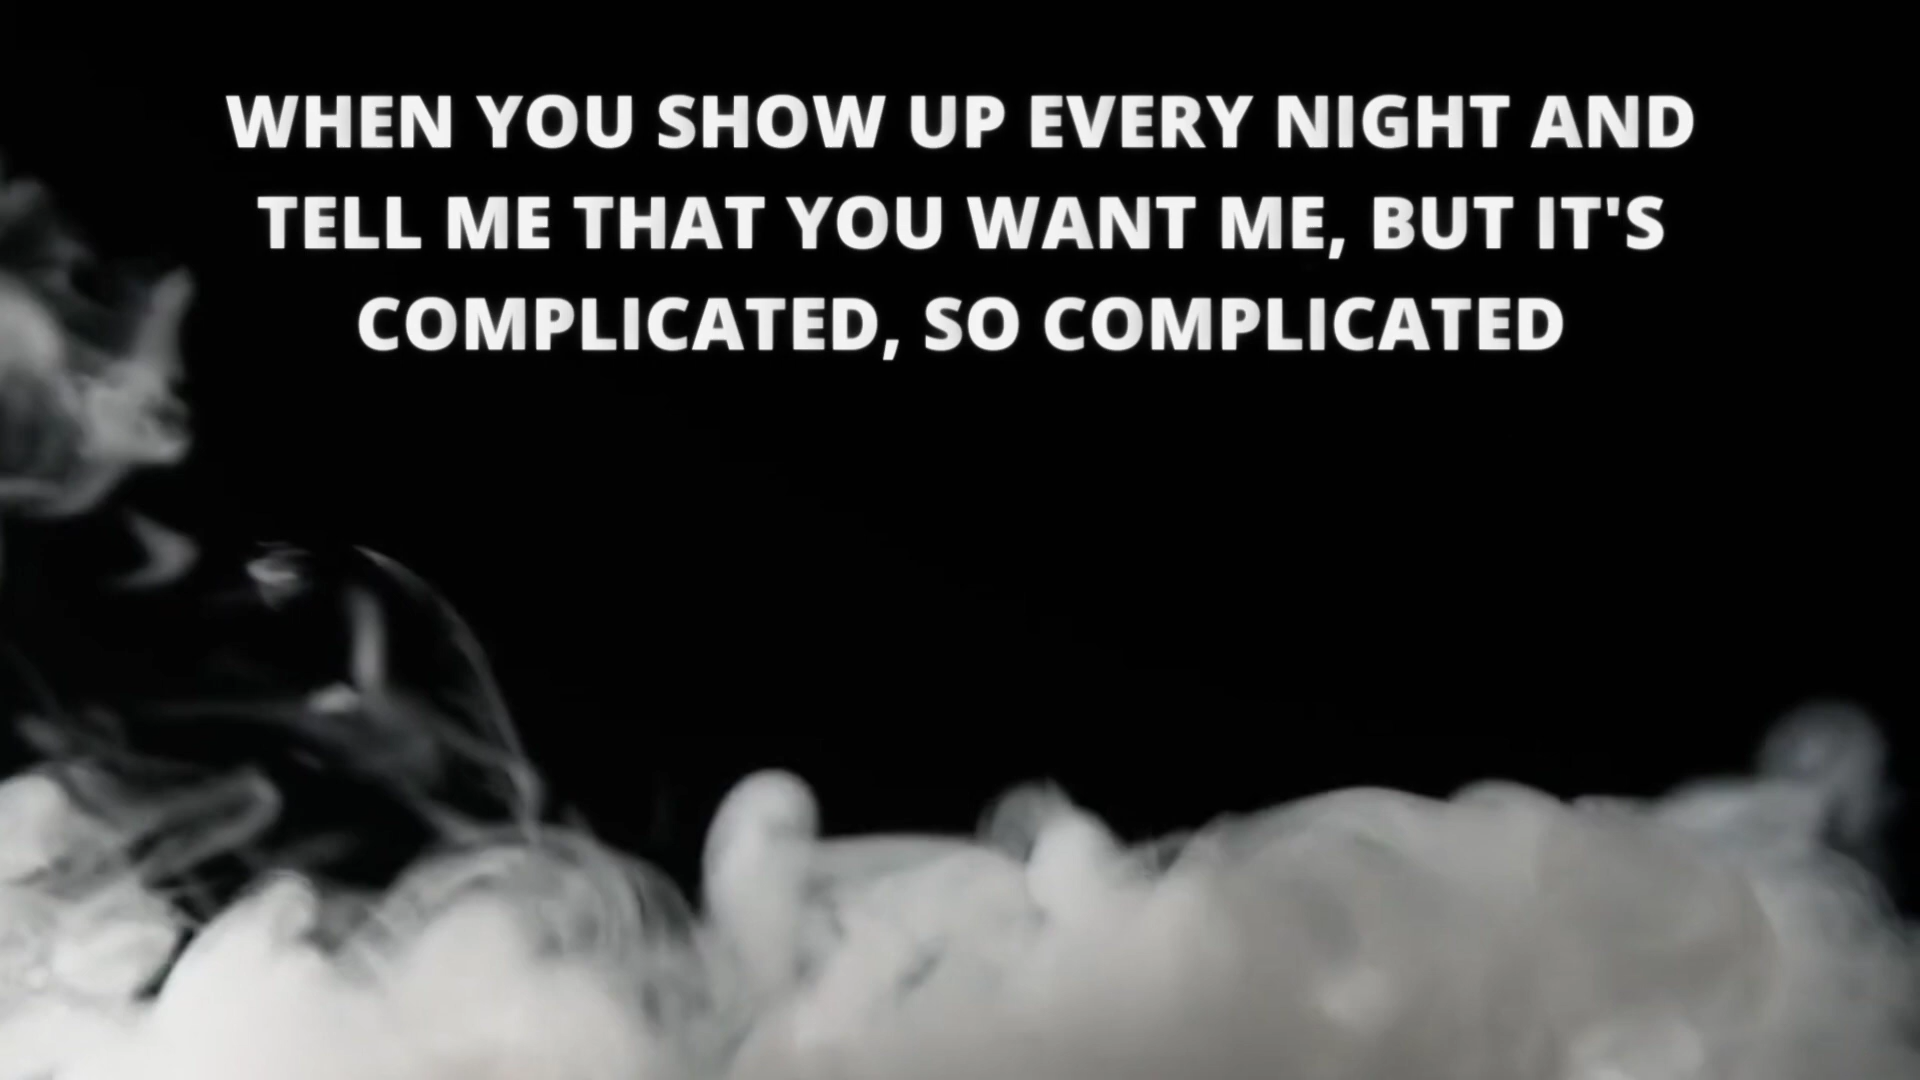 WHEN YOU SHOW UP EVERY NIGHT AND
TELL ME THAT YOU WANT ME, BUT IT'S
COMPLICATED, SO COMPLICATED